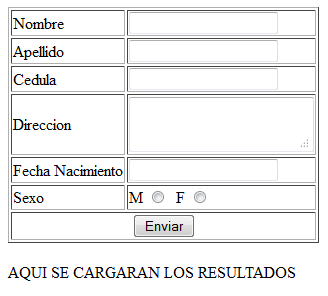 Nombre
Apellido
Cedula
Direccion
Fecha Nacimiento
Sexo M F
Enviar
AQUI SE CARGARAN LOS RESULTADOS